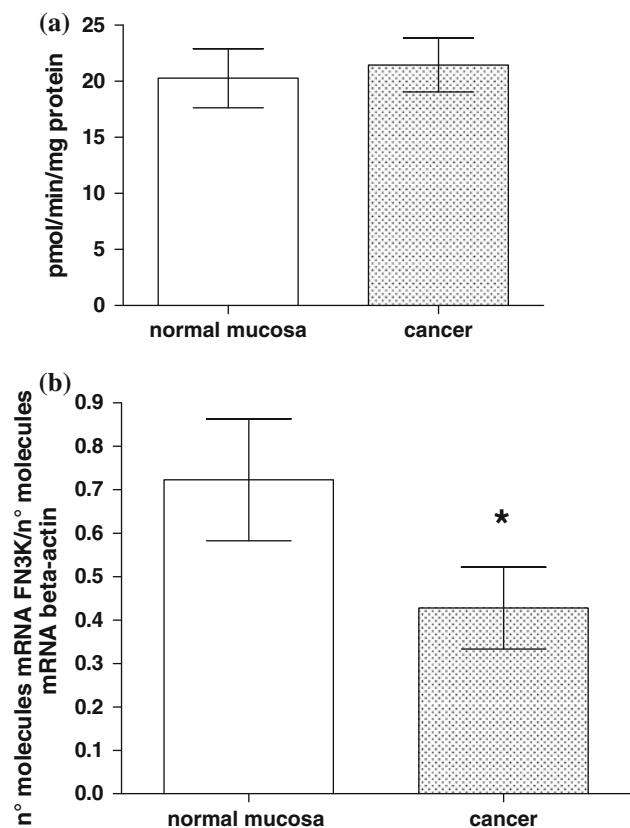 (a)
25
20
15
10
5
0
pmol/min/mg protein
normal mucosa
cancer
(b)
0.9
0.8
0.7
0.6
0.5
0.4
0.3
0.2
0.1
0.0
n° molecules mRNA FN3K/n° molecules
mRNA beta-actin
*
normal mucosa
cancer